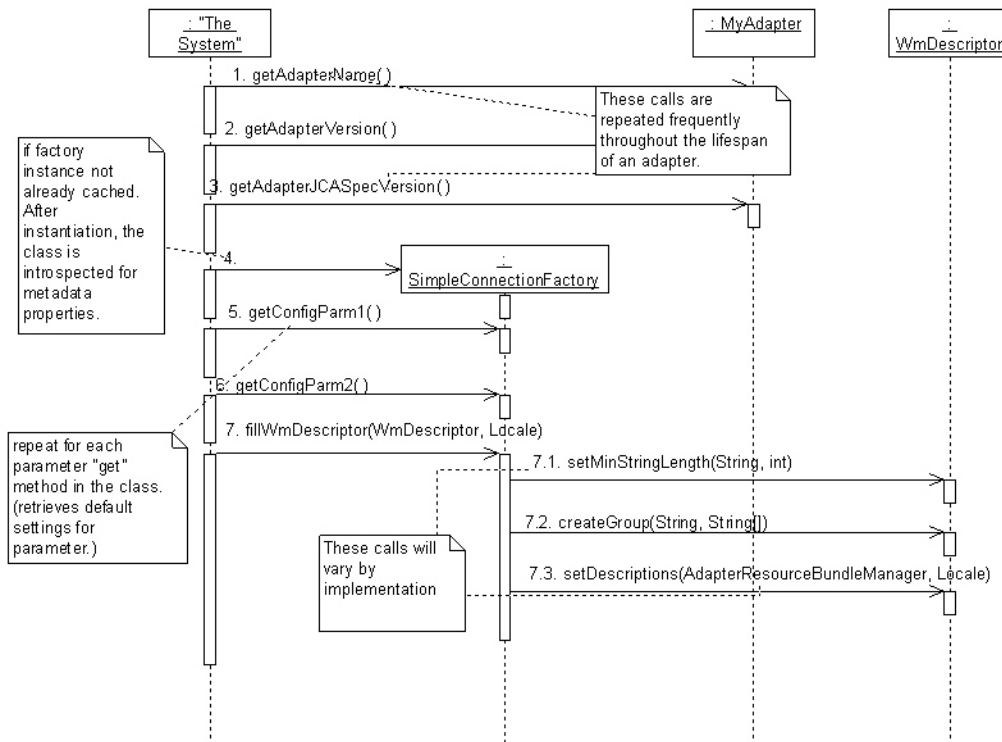 : "The
System"
: MyAdapter
:
WmDescriptor
1. getAdapterName()
These calls are
repeated frequently
throughout the lifespan
of an adapter.
2. getAdapterVersion()
if factory
instance not
already cached.
After
instantiation, the
class is
introspected for
metadata
properties.
3. getAdapterJCASpecVersion()
4.
:
SimpleConnectionFactory
5. getConfigParm1()
6. getConfigParm2()
7. fillWmDescriptor(WmDescriptor, Locale)
repeat for each
parameter "get"
method in the class.
(retrieves default
settings for
parameter.)
7.1. setMinStringLength(String, int)
7.2. createGroup(String, String[])
These calls will
vary by
implementation
7.3. setDescriptions(AdapterResourceBundleManager, Locale)